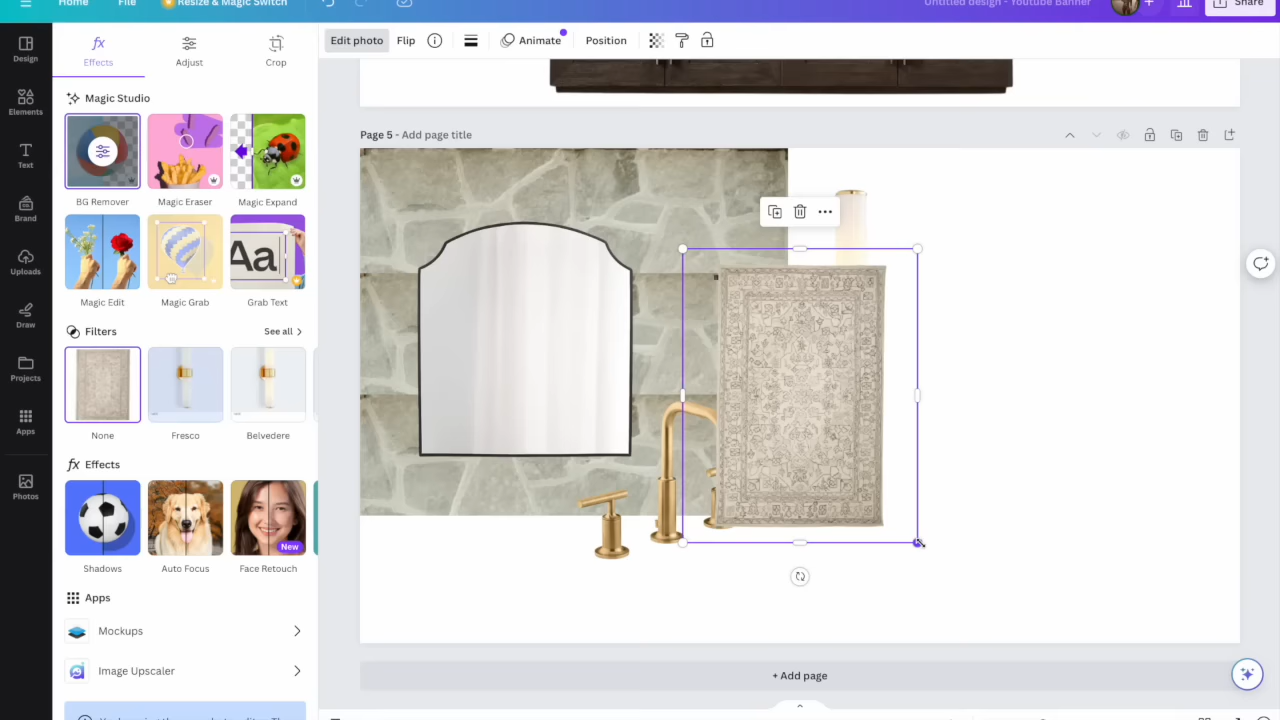 Home File Resize & Magic Switch Untitled design - Youtube Banner Share
Edit photo Flip Animate Position
Design
Elements
Text
Brand
Uploads
Draw
Projects
Apps
Photos
Effects Adjust Crop
Magic Studio
BG Remover Magic Eraser Magic Expand
Aa
Magic Edit Magic Grab Grab Text
Filters See all
None Fresco Belvedere
Effects
New
Shadows Auto Focus Face Retouch
Apps
Mockups
Image Upscaler
Page 5 - Add page title
+ Add page